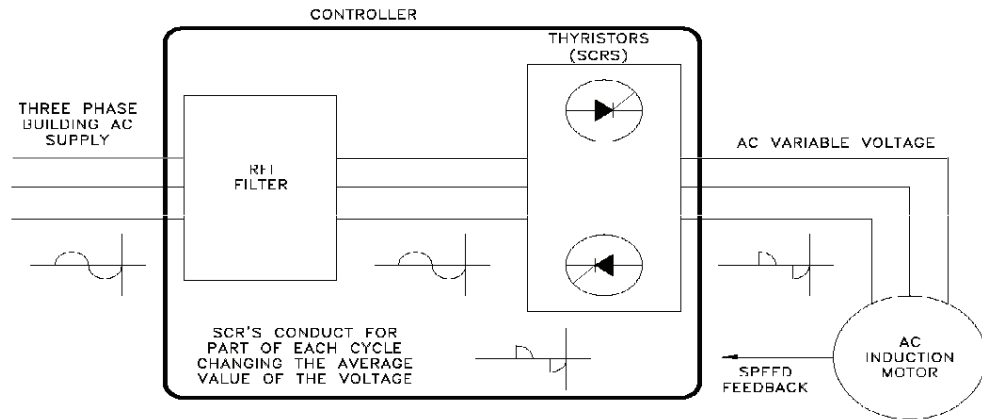 CONTROLLER
THYRISTORS
(SCRS)
THREE PHASE
BUILDING AC
SUPPLY
RFI
FILTER
AC VARIABLE VOLTAGE
SCR'S CONDUCT FOR
PART OF EACH CYCLE
CHANGING THE AVERAGE
VALUE OF THE VOLTAGE
SPEED
FEEDBACK
AC
INDUCTION
MOTOR